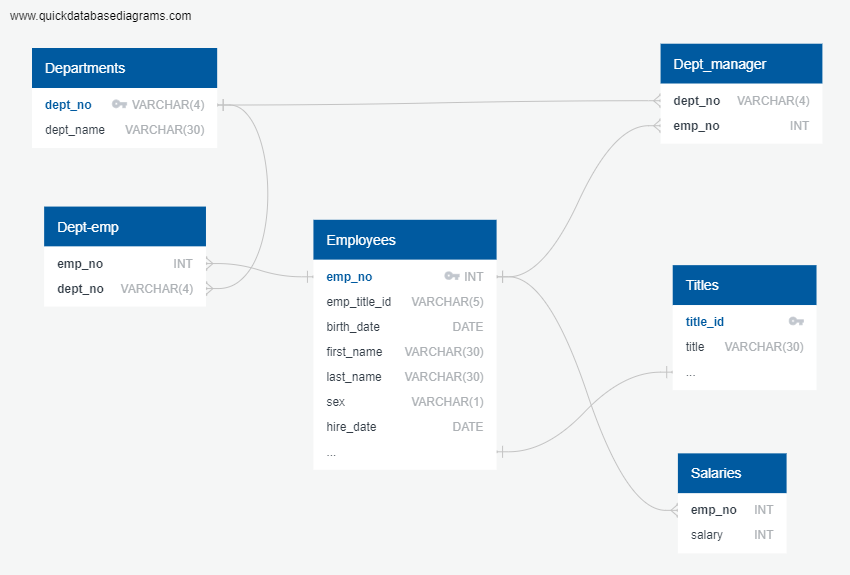 www.quickdatabasediagrams.com
Departments
dept_no VARCHAR(4)
dept_name VARCHAR(30)
Dept_manager
dept_no VARCHAR(4)
emp_no INT
Dept-emp
emp_no INT
dept_no VARCHAR(4)
Employees
emp_no INT
emp_title_id VARCHAR(5)
birth_date DATE
first_name VARCHAR(30)
last_name VARCHAR(30)
sex VARCHAR(1)
hire_date DATE
...
Titles
title_id
title VARCHAR(30)
...
Salaries
emp_no INT
salary INT